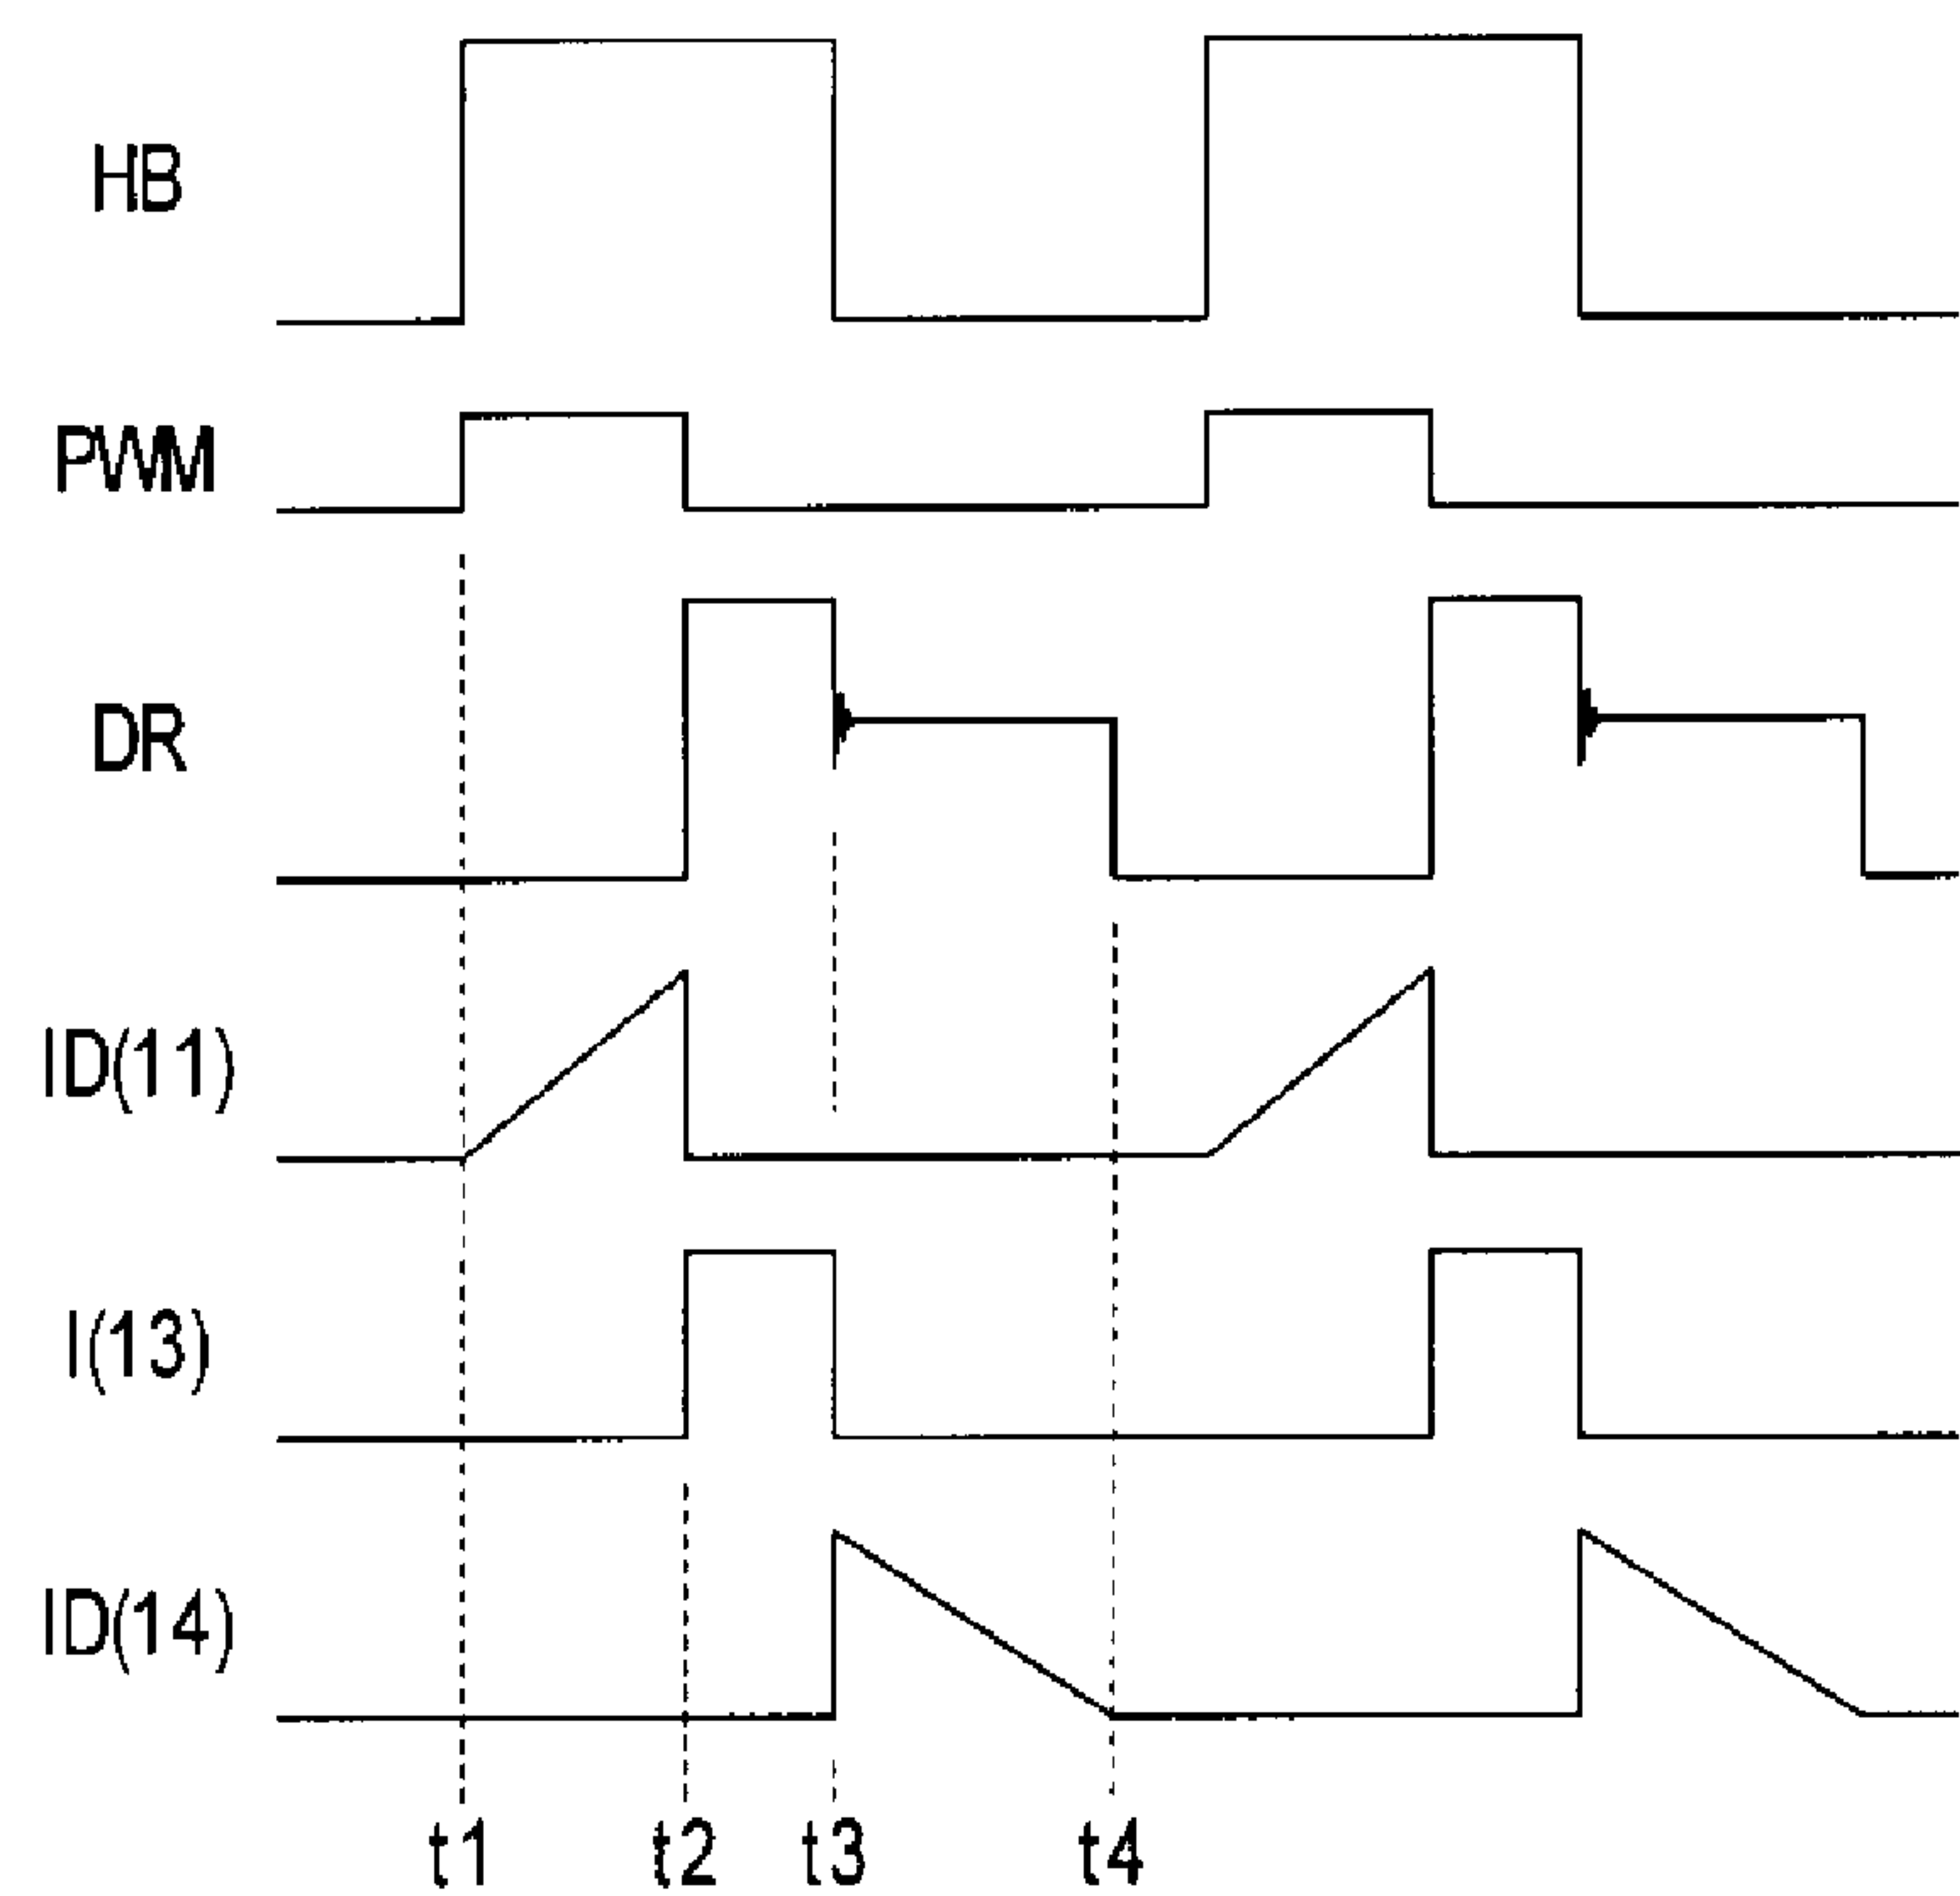 HB
PWM
DR
ID(11)
I(13)
ID(14)
t1 t2 t3 t4